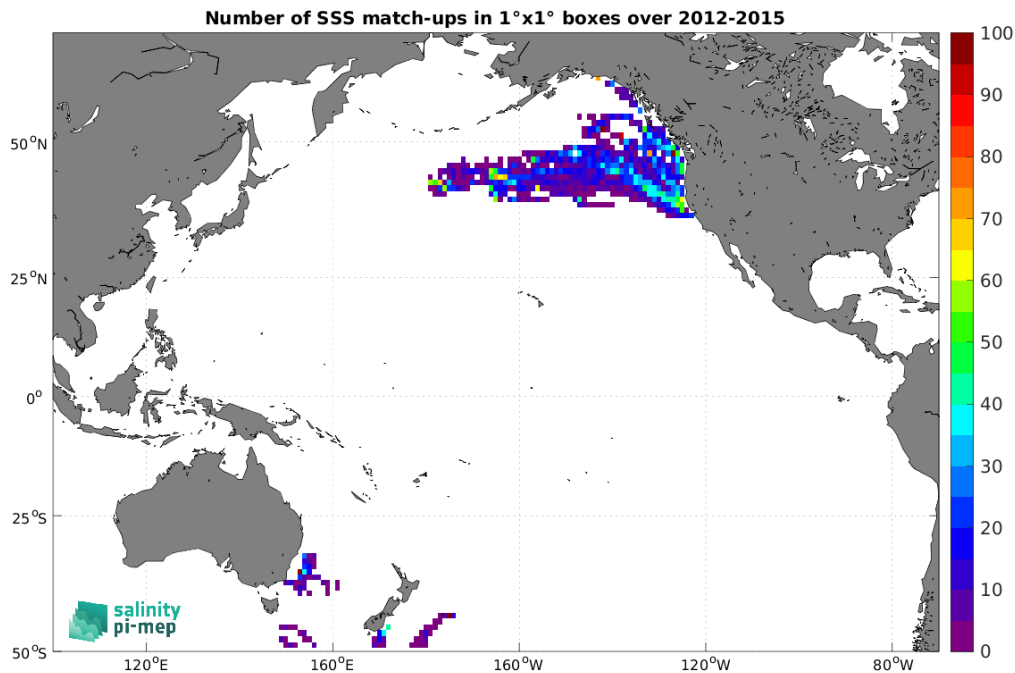 Number of SSS match-ups in 1°x1° boxes over 2012-2015
100
90
80
70
60
50
40
30
20
10
0
50°N
25°N
0°
25°S
50°S
120°E
160°E
160°W
120°W
80°W
salinity
pi-mep